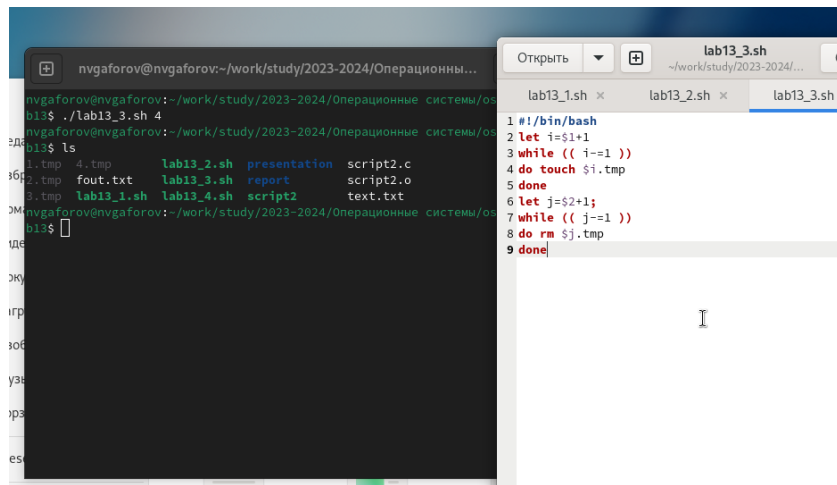 nvgaforov@nvgaforov:~/work/study/2023-2024/Операционны...
nvgaforov@nvgaforov:~/work/study/2023-2024/Операционные системы/os
b13$ ./lab13_3.sh 4
nvgaforov@nvgaforov:~/work/study/2023-2024/Операционные системы/os
b13$ ls
1.tmp 4.tmp lab13_2.sh presentation script2.c
2.tmp fout.txt lab13_3.sh report script2.o
3.tmp lab13_1.sh lab13_4.sh script2 text.txt
nvgaforov@nvgaforov:~/work/study/2023-2024/Операционные системы/os
b13$
Открыть
lab13_3.sh
~/work/study/2023-2024/...
lab13_1.sh × lab13_2.sh × lab13_3.sh
1 #!/bin/bash
2 let i=$1+1
3 while (( i-=1 ))
4 do touch $i.tmp
5 done
6 let j=$2+1;
7 while (( j-=1 ))
8 do rm $j.tmp
9 done